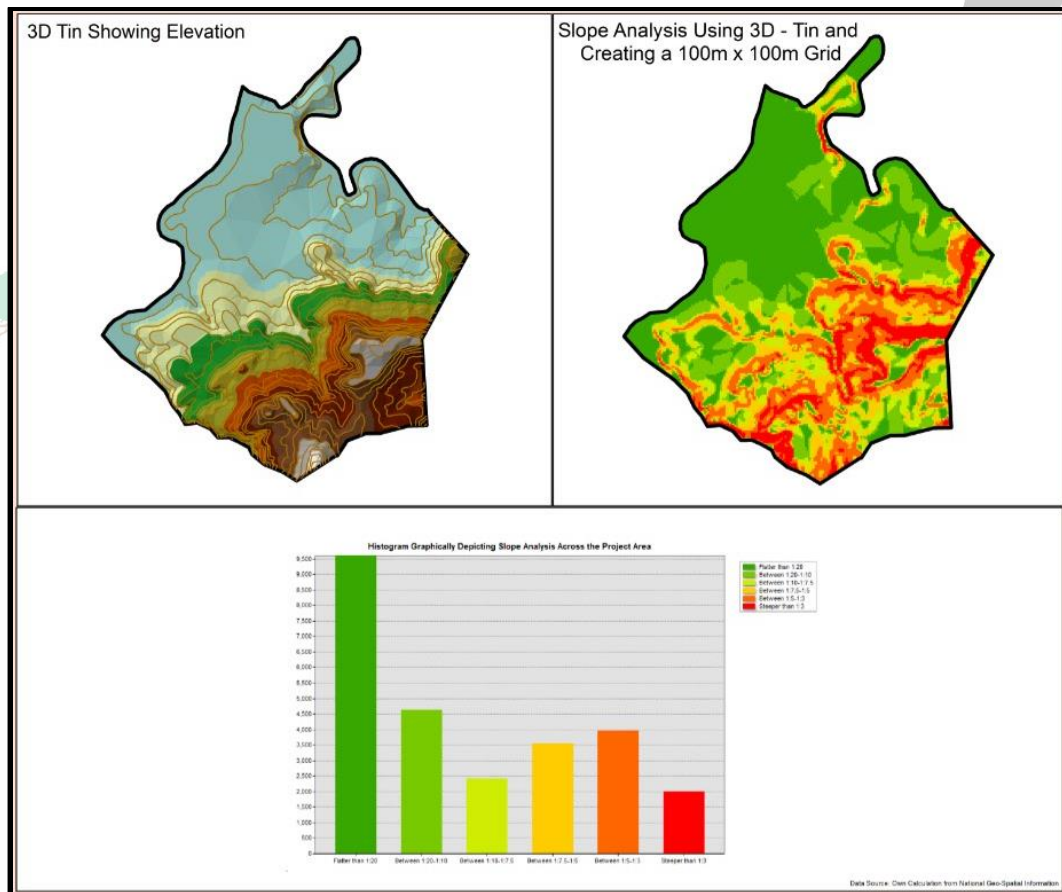 3D Tin Showing Elevation
Slope Analysis Using 3D - Tin and
Creating a 100m x 100m Grid
Histogram Graphically Depicting Slope Analysis Across the Project Area
9,500
9,000
8,500
8,000
7,500
7,000
6,500
6,000
5,500
5,000
4,500
4,000
3,500
3,000
2,500
2,000
1,500
1,000
500
0
Flatter than 1:20
Between 1:20-1:10
Between 1:10-1:7.5
Between 1:7.5-1:5
Between 1:5-1:3
Steeper than 1:3
Flatter than 1:20
Between 1:20-1:10
Between 1:10-1:7.5
Between 1:7.5-1:5
Between 1:5-1:3
Steeper than 1:3
Data Source: Own Calculation from National Geo-Spatial Information